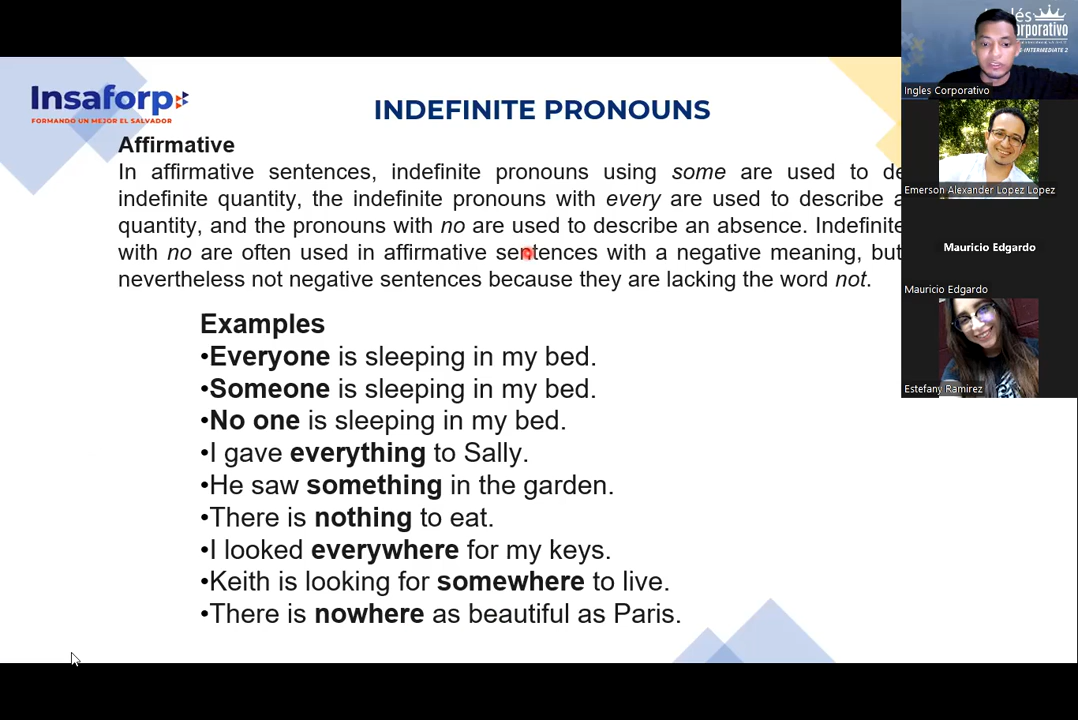 Insaforp
FORMANDO UN MEJOR EL SALVADOR
INDEFINITE PRONOUNS
Affirmative
In affirmative sentences, indefinite pronouns using some are used to
indefinite quantity, the indefinite pronouns with every are used to describe
quantity, and the pronouns with no are used to describe an absence. Indefinite
with no are often used in affirmative sentences with a negative meaning, but
nevertheless not negative sentences because they are lacking the word not.
Examples
•Everyone is sleeping in my bed.
•Someone is sleeping in my bed.
•No one is sleeping in my bed.
•I gave everything to Sally.
•He saw something in the garden.
•There is nothing to eat.
•I looked everywhere for my keys.
•Keith is looking for somewhere to live.
•There is nowhere as beautiful as Paris.
INTERMEDIATE 2
Ingles Corporativo
Emerson Alexander Lopez Lopez
Mauricio Edgardo
Mauricio Edgardo
Estefany Ramirez